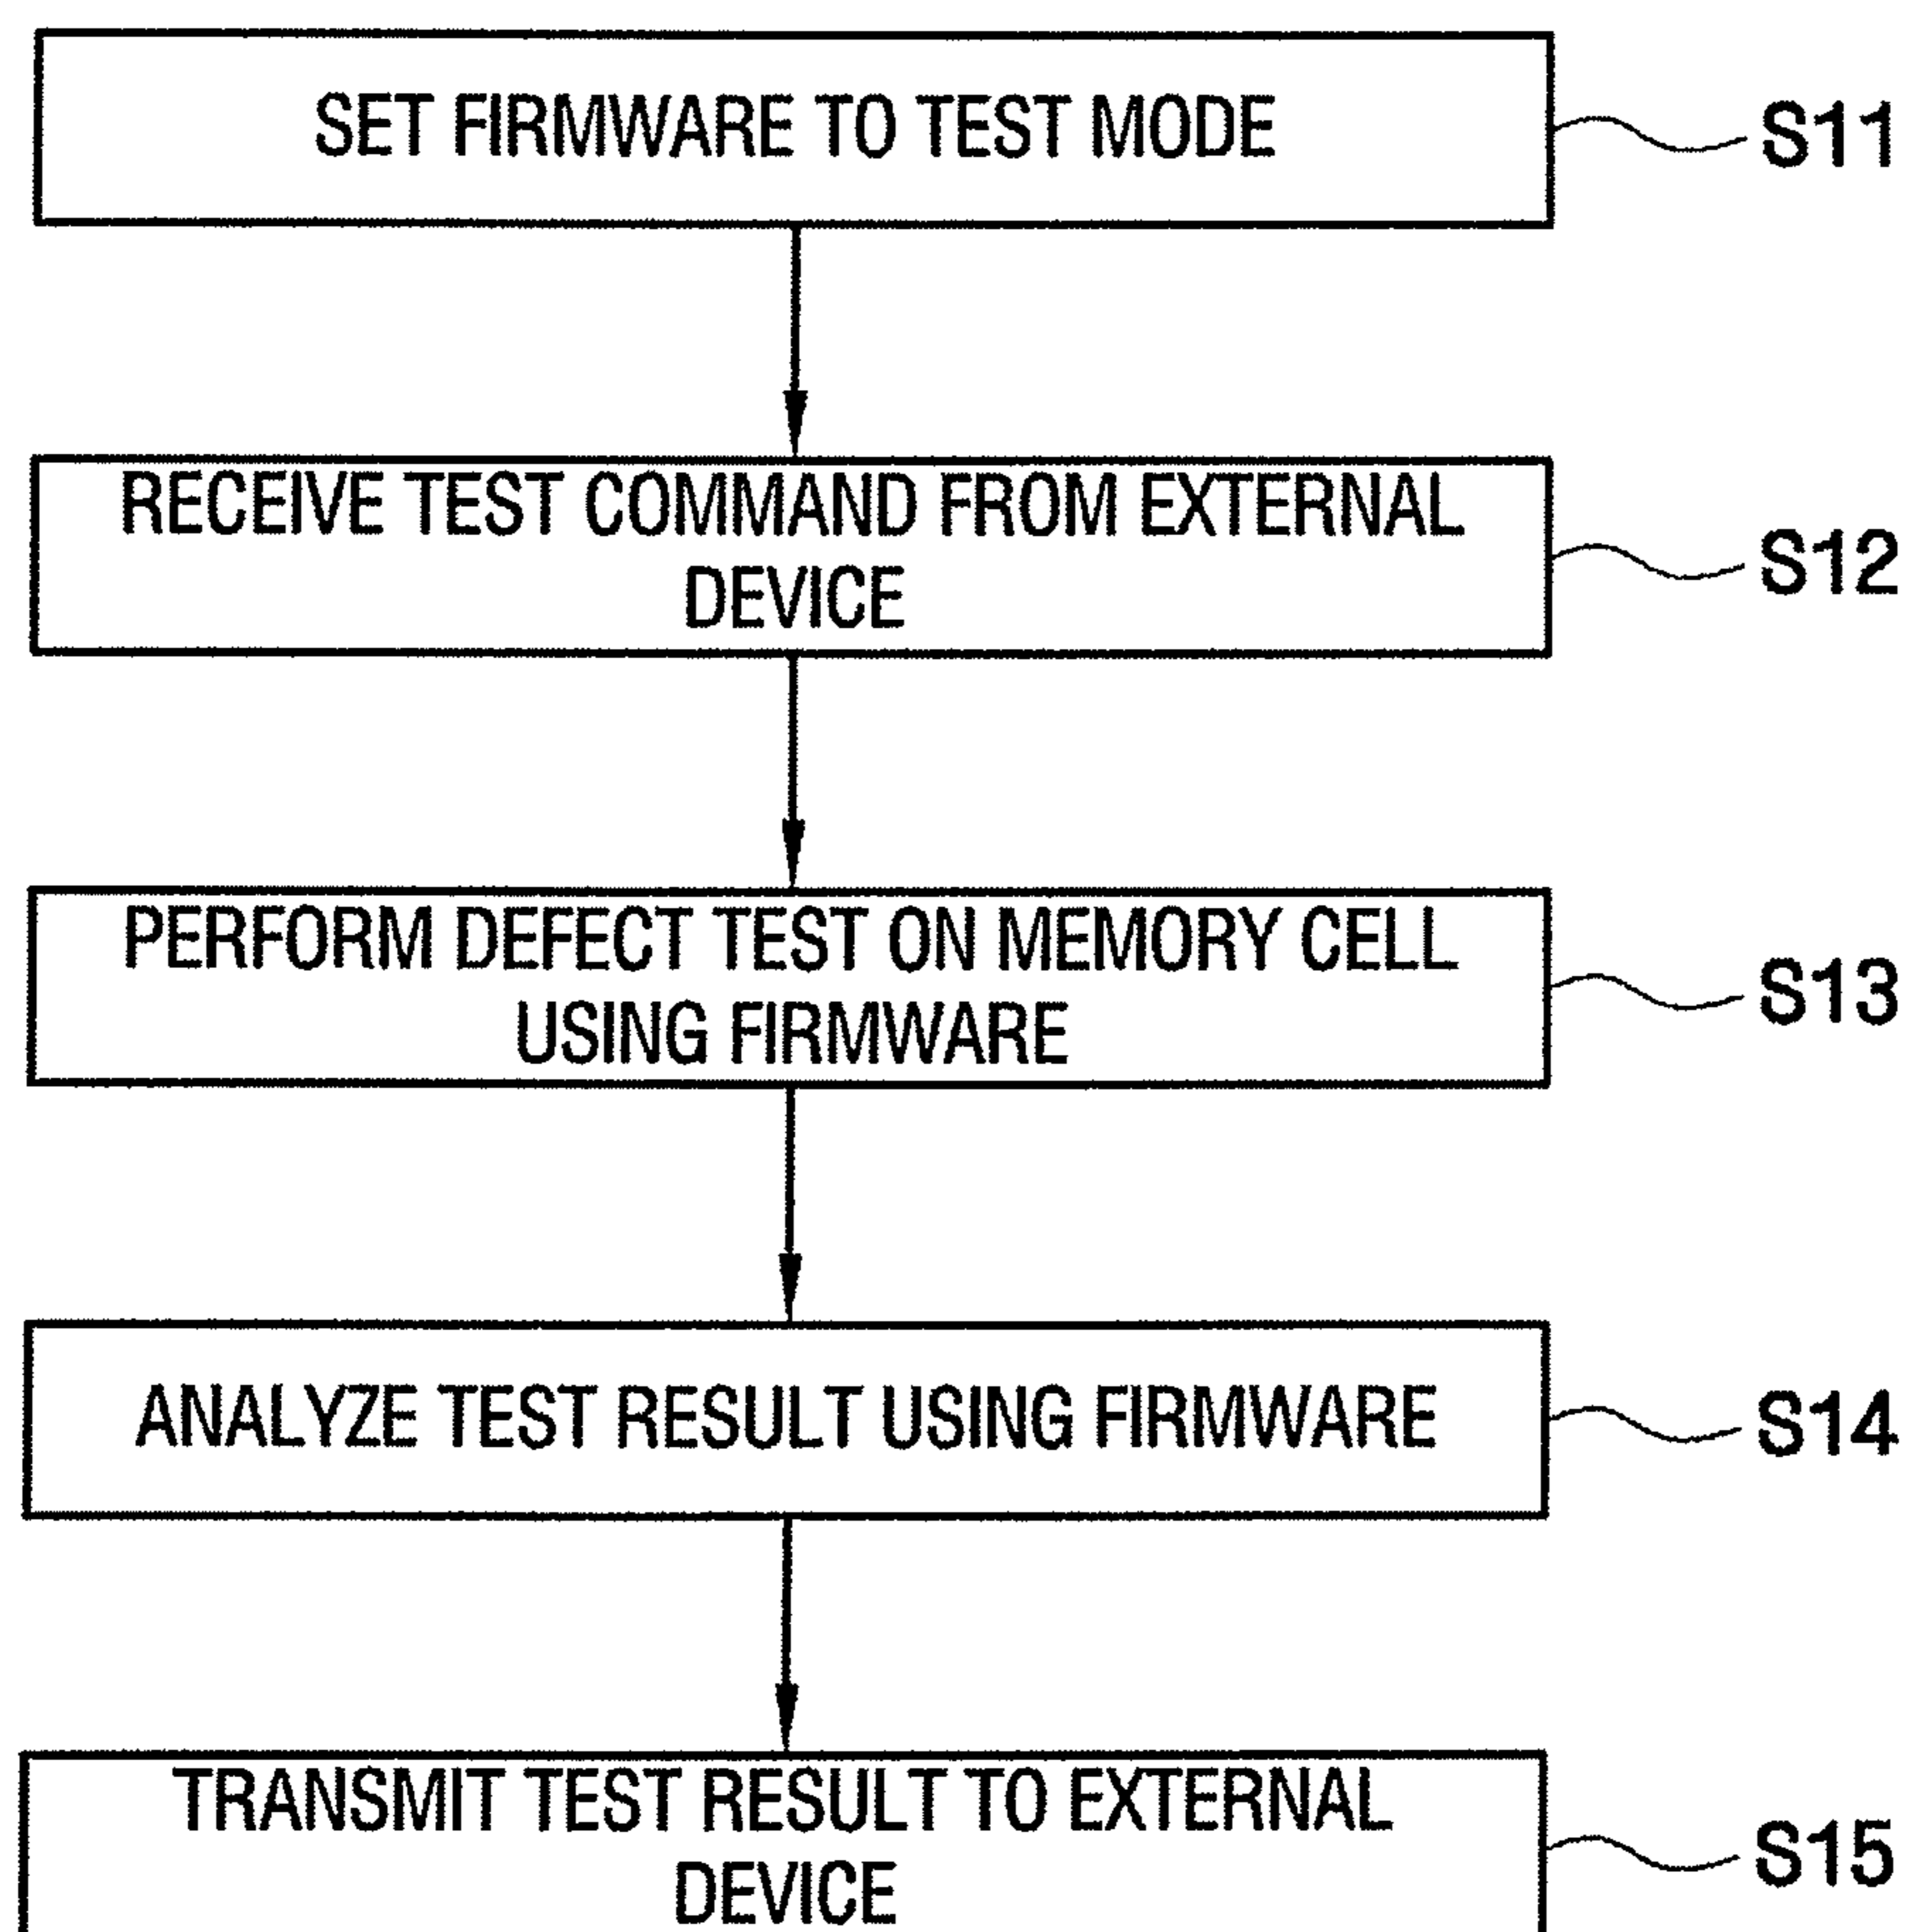 SET FIRMWARE TO TEST MODE
S11
RECEIVE TEST COMMAND FROM EXTERNAL
DEVICE
S12
PERFORM DEFECT TEST ON MEMORY CELL
USING FIRMWARE
S13
ANALYZE TEST RESULT USING FIRMWARE
S14
TRANSMIT TEST RESULT TO EXTERNAL
DEVICE
S15